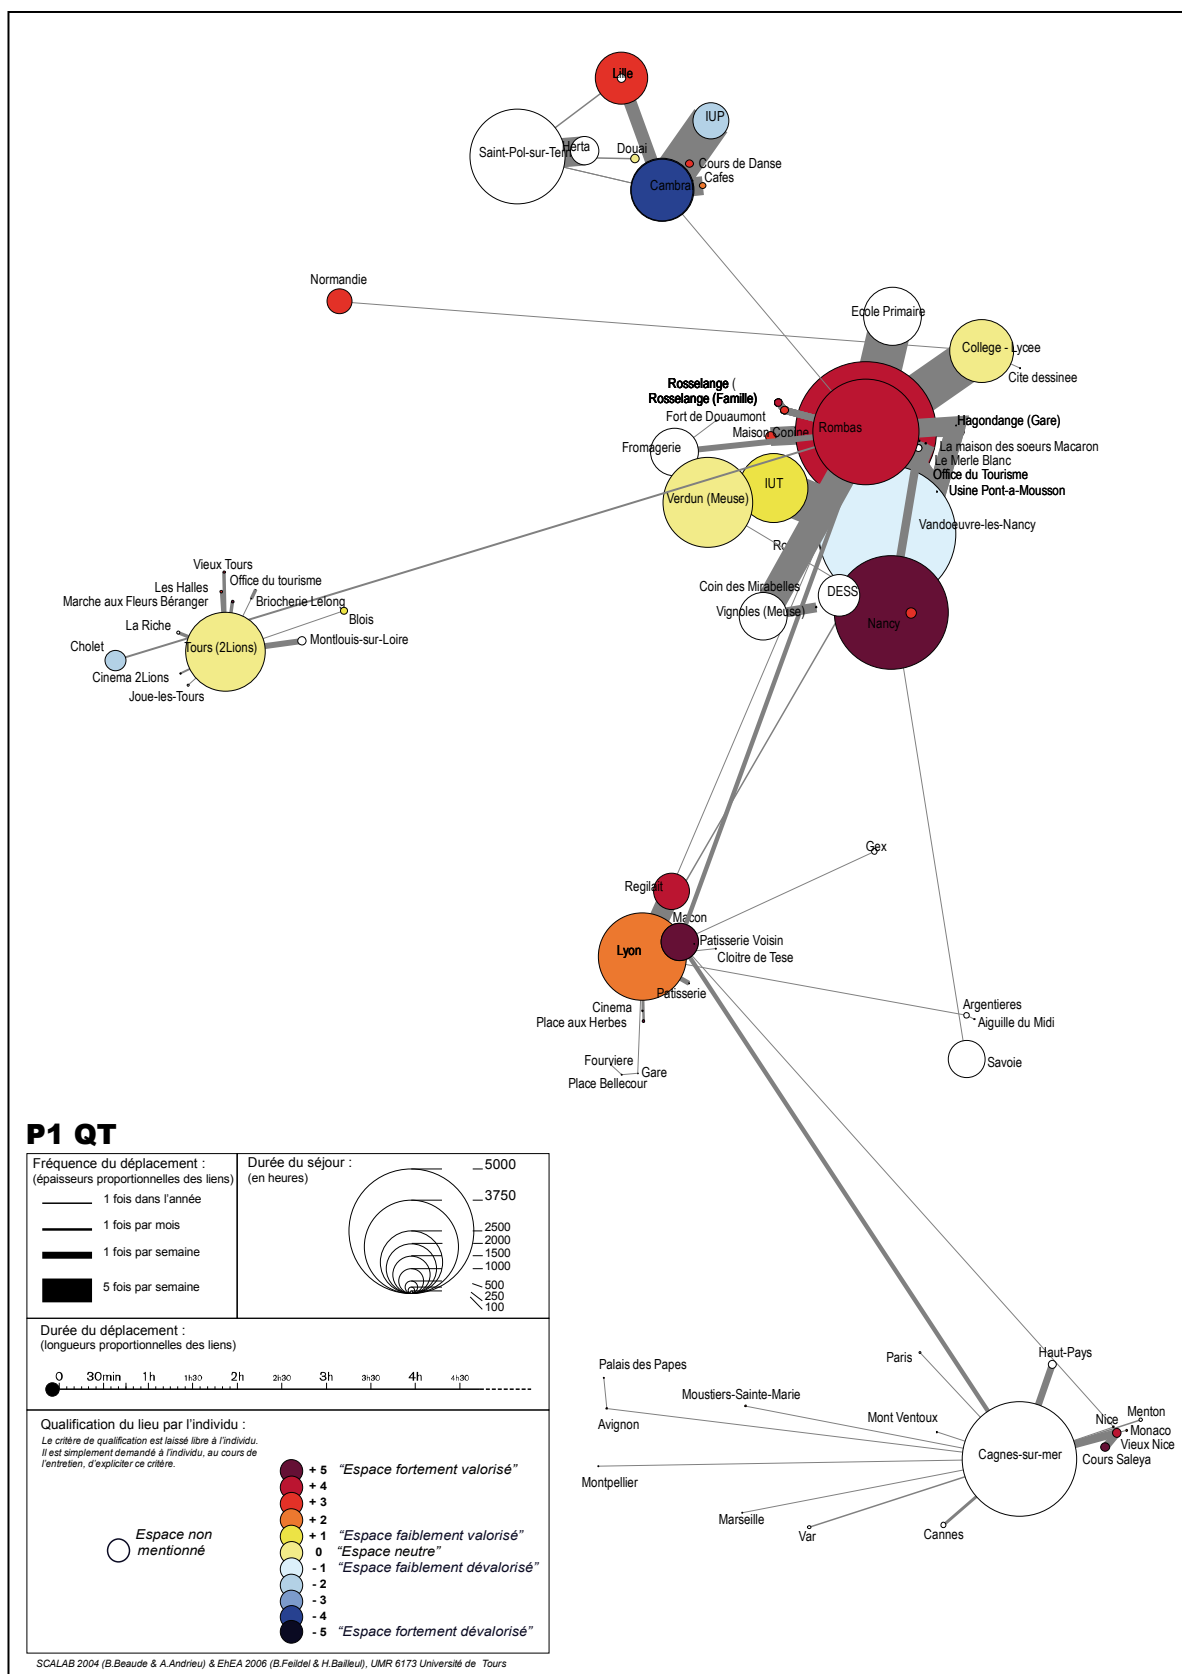 Lille
IUP
Saint-Pol-sur-Tern
Herta
Douai
Cours de Danse
Cafes
Cambrai
Normandie
Ecole Primaire
College - Lycee
Cite dessinee
Rosselange (
Rosselange (Famille)
Fort de Douaumont
Hagondange (Gare)
Maison Copine
Rombas
Fromagerie
La maison des soeurs Macaron
Le Merle Blanc
Office du Tourisme
IUT
Usine Pont-a-Mousson
Verdun (Meuse)
Vandoeuvre-les-Nancy
Coin des Mirabelles
DESS
Vignoles (Meuse)
Nancy
Vieux Tours
Office du tourisme
Les Halles
Marche aux Fleurs Béranger
Briocherie Lelong
Blois
La Riche
Montlouis-sur-Loire
Cholet
Tours (2Lions)
Cinema 2Lions
Joue-les-Tours
Gex
Regilait
Macon
Patisserie Voisin
Lyon
Cloitre de Tese
Patisserie
Cinema
Place aux Herbes
Argentieres
Aiguille du Midi
Fourviere
Gare
Place Bellecour
Savoie
P1 QT
Fréquence du déplacement :
(épaisseurs proportionnelles des liens)
1 fois dans l'année
1 fois par mois
1 fois par semaine
5 fois par semaine
Durée du séjour :
(en heures)
5000
3750
2500
2000
1500
1000
500
250
100
Durée du déplacement :
(longueurs proportionnelles des liens)
0 30min 1h 1h30 2h 2h30 3h 3h30 4h 4h30
Qualification du lieu par l'individu :
Le critère de qualification est laissé libre à l'individu.
Il est simplement demandé à l'individu, au cours de
l'entretien, d'expliciter ce critère.
+ 5 "Espace fortement valorisé"
+ 4
+ 3
+ 2
+ 1 "Espace faiblement valorisé"
0 "Espace neutre"
- 1 "Espace faiblement dévalorisé"
- 2
- 3
- 4
- 5 "Espace fortement dévalorisé"
Espace non
mentionné
Paris
Haut-Pays
Palais des Papes
Moustiers-Sainte-Marie
Avignon
Mont Ventoux
Nice
Menton
Monaco
Vieux Nice
Cours Saleya
Cagnes-sur-mer
Montpellier
Marseille
Var
Cannes
SCALAB 2004 (B.Beaude & A.Andrieu) & EhEA 2006 (B.Feildel & H.Bailleul), UMR 6173 Université de Tours